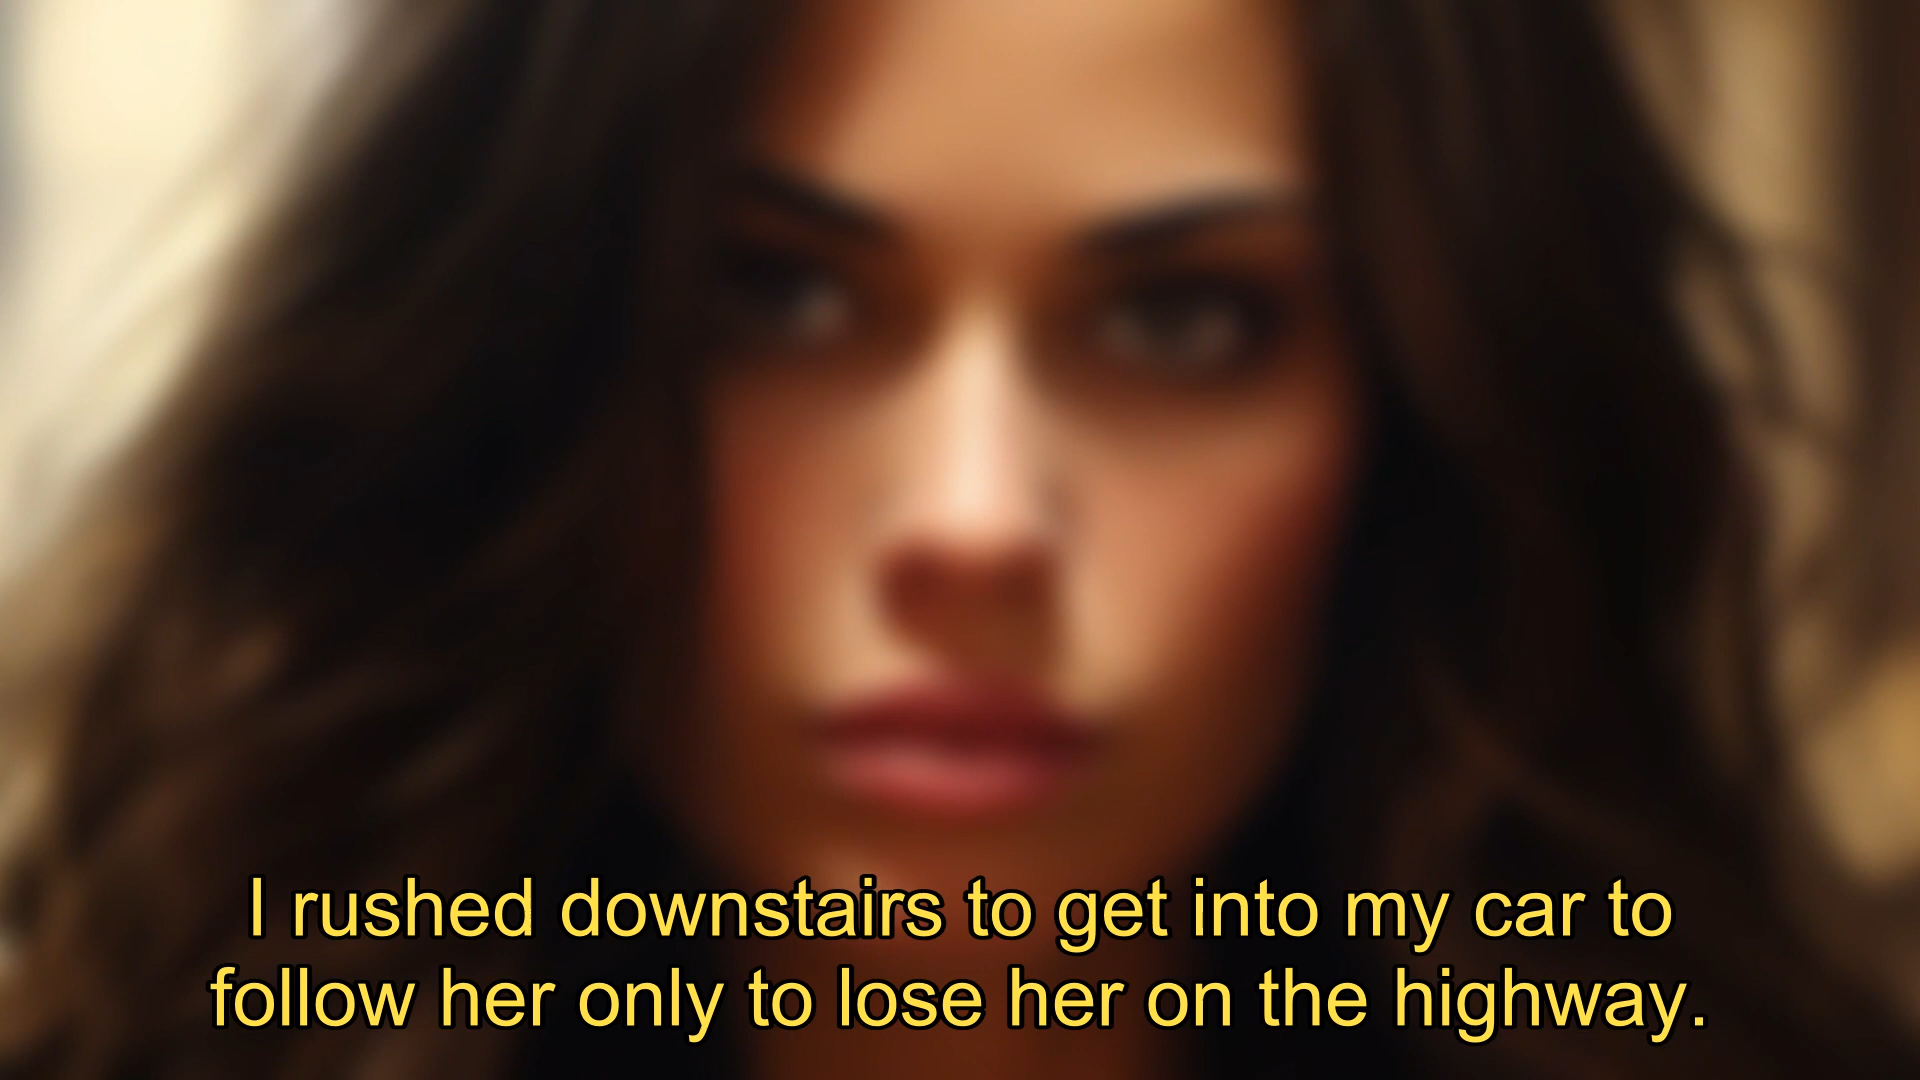 I rushed downstairs to get into my car to
follow her only to lose her on the highway.